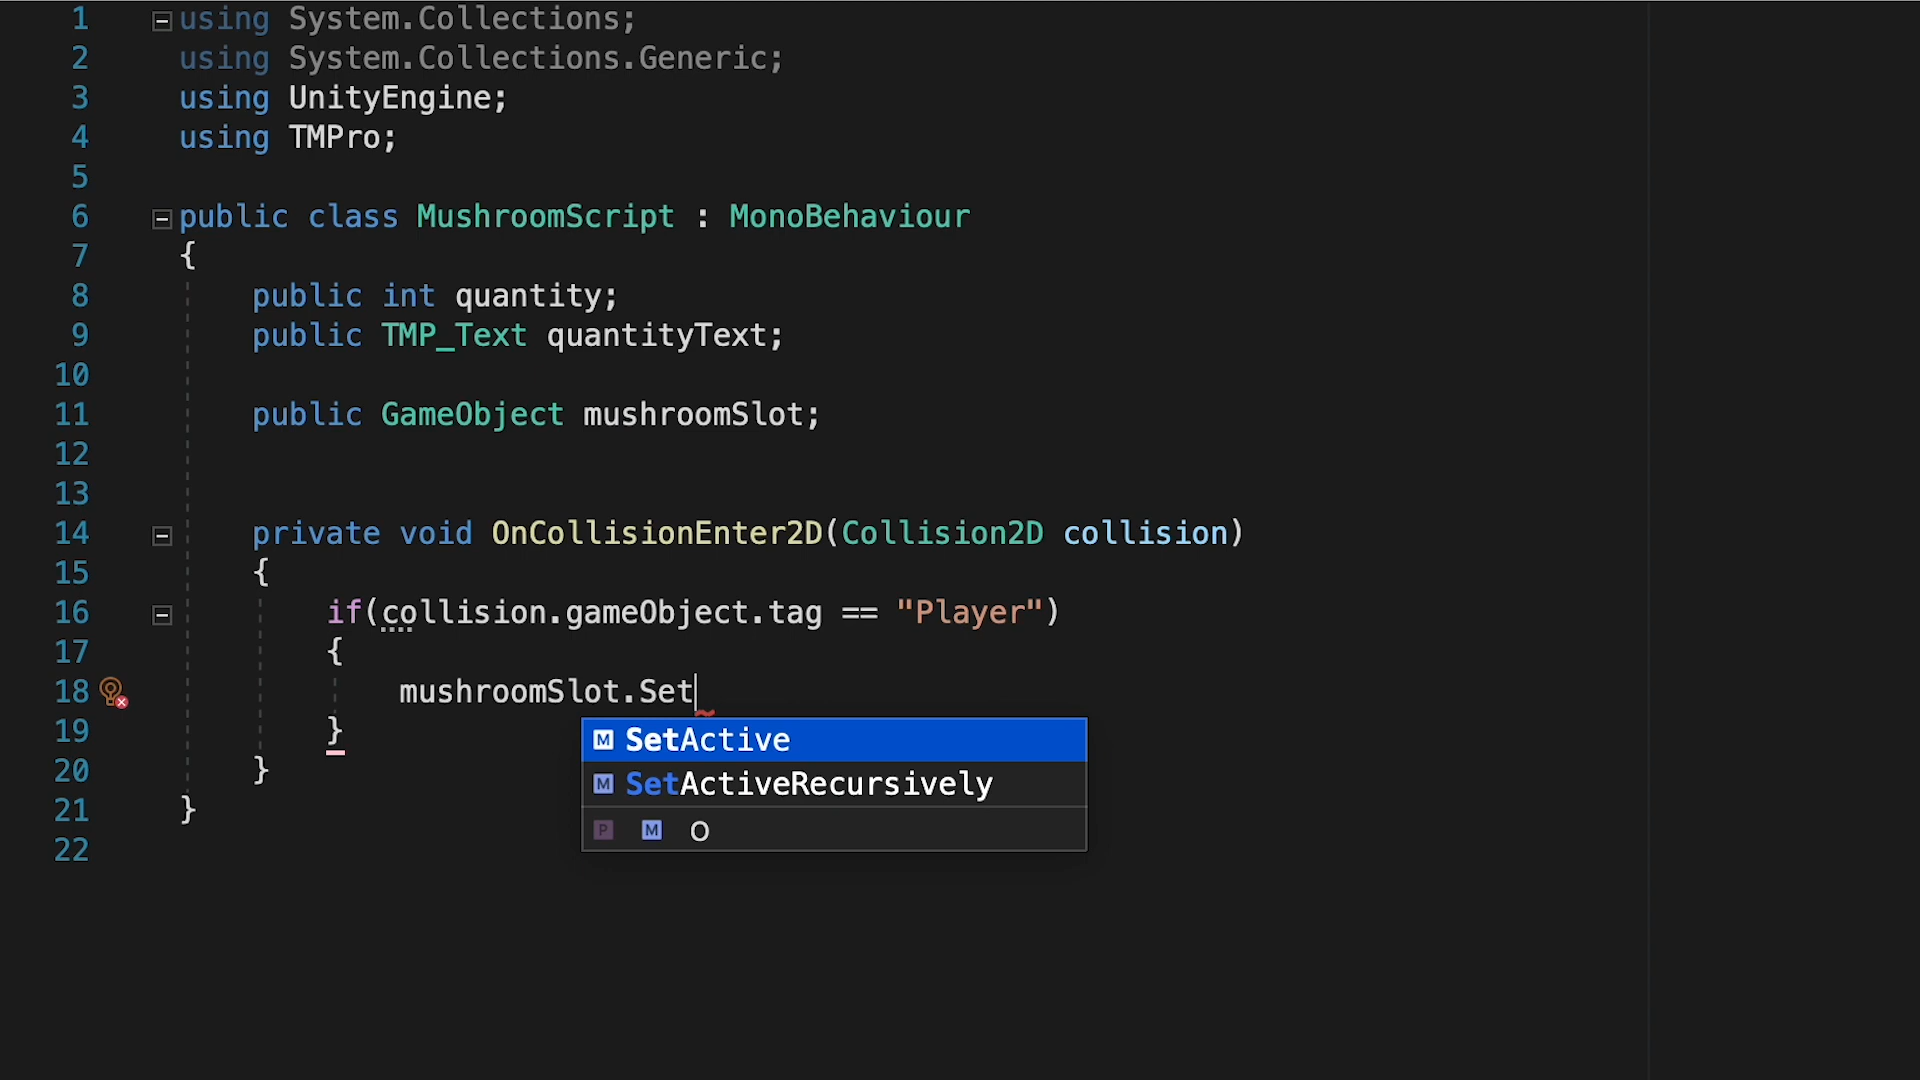 1 using System.Collections;
2 using System.Collections.Generic;
3 using UnityEngine;
4 using TMPro;
5
6 public class MushroomScript : MonoBehaviour
7 {
8 public int quantity;
9 public TMP_Text quantityText;
10
11 public GameObject mushroomSlot;
12
13
14 private void OnCollisionEnter2D(Collision2D collision)
15 {
16 if(collision.gameObject.tag == "Player")
17 {
18 mushroomSlot.Set
19 }
M SetActive
20 }
M SetActiveRecursively
21 }
P M O
22